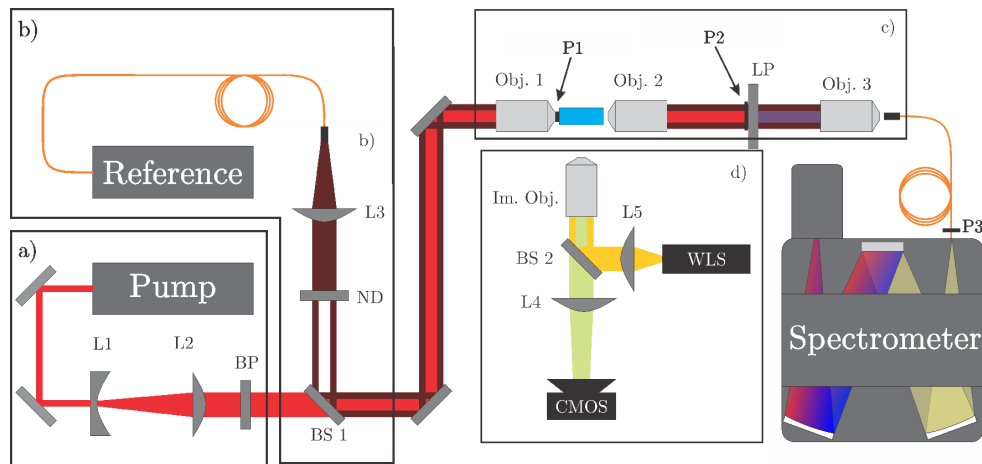 b)
Reference
b)
L3
ND
a)
Pump
L1
L2
BP
BS 1
c)
P1
P2
LP
Obj. 1
Obj. 2
Obj. 3
d)
Im. Obj.
L5
BS 2
WLS
L4
CMOS
P3
Spectrometer